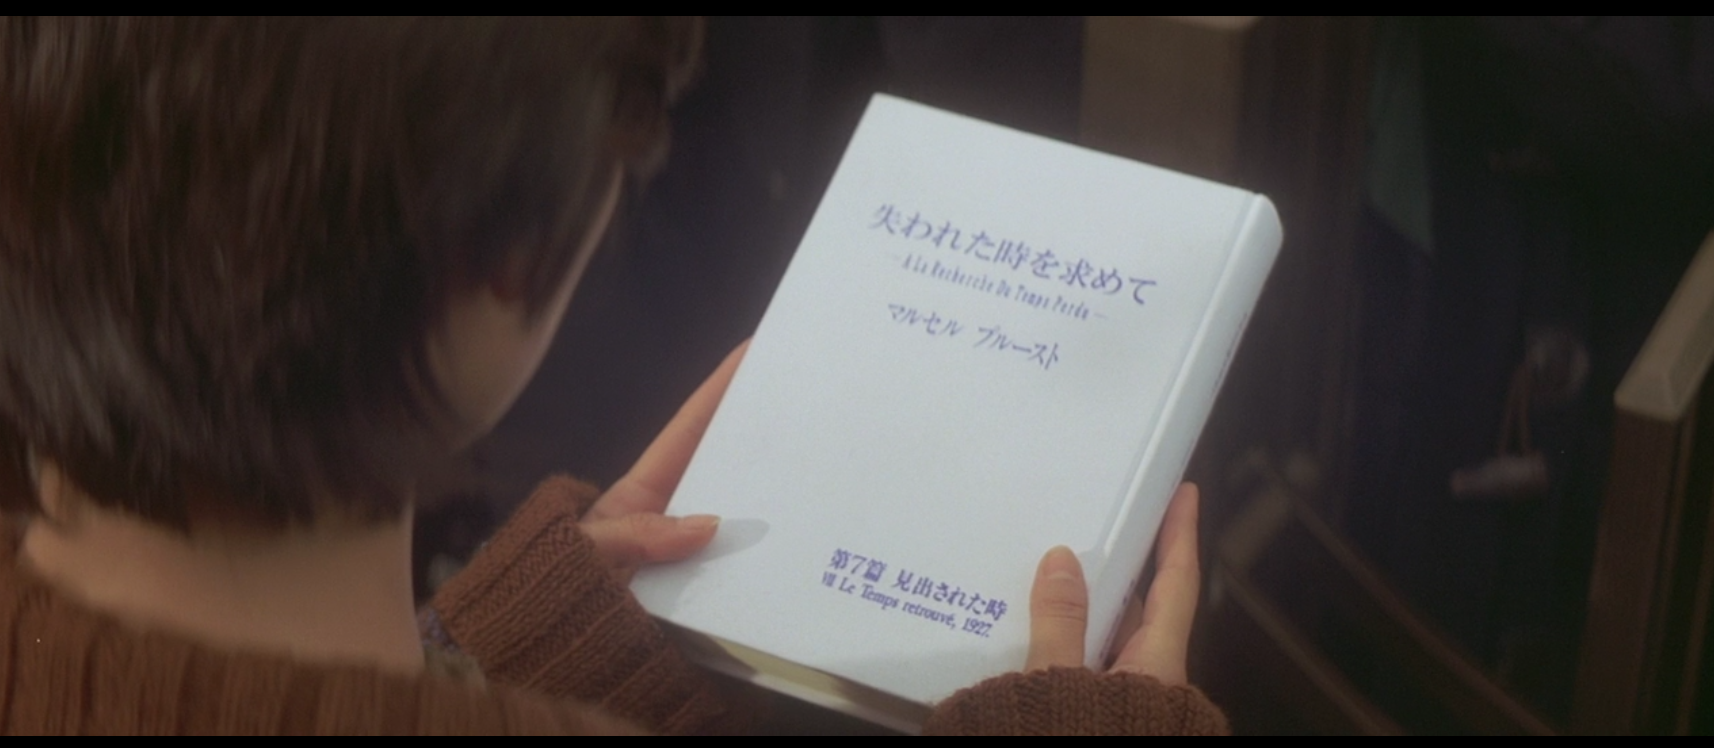 失われた時を求めて
—A La Recherche Du Temps Perdu—
マルセル プルースト
第7篇 見出された時
VII Le Temps retrouvé, 1927.